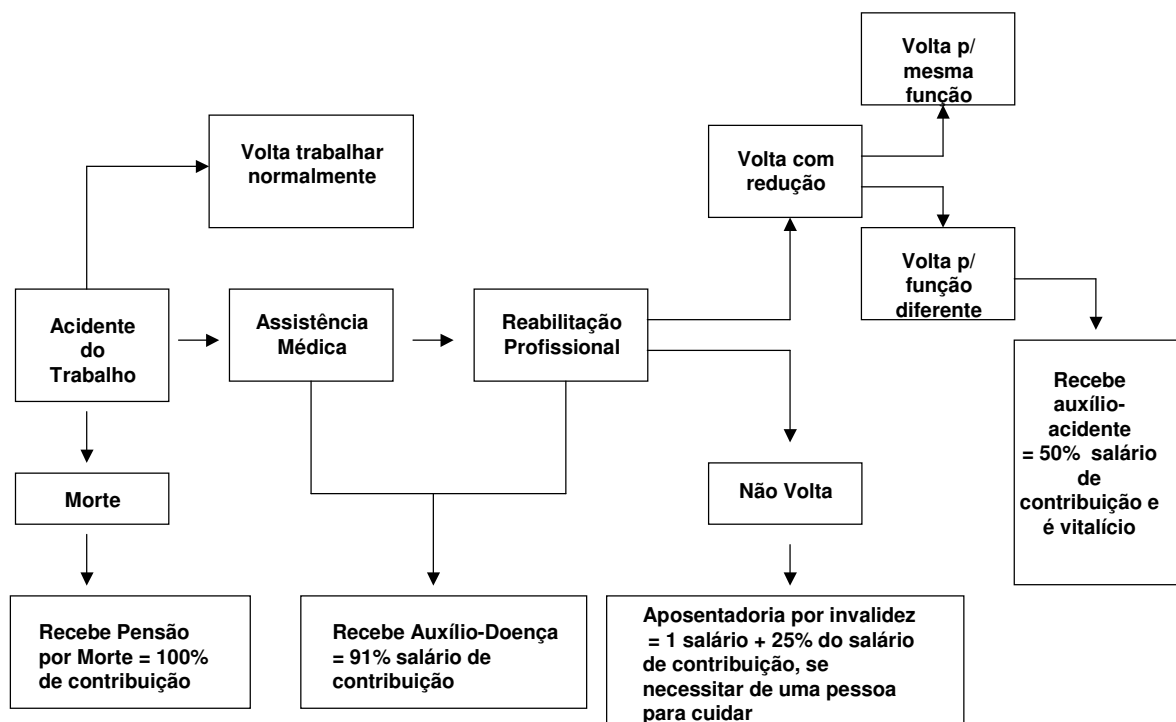 Volta p/
mesma
função
Volta trabalhar
normalmente
Volta com
redução
Volta p/
função
diferente
Acidente
do
Trabalho
Assistência
Médica
Reabilitação
Profissional
Recebe
auxílio-
acidente
= 50% salário
de
contribuição e
é vitalício
Morte
Não Volta
Recebe Pensão
por Morte = 100%
de contribuição
Recebe Auxílio-Doença
= 91% salário de
contribuição
Aposentadoria por invalidez
= 1 salário + 25% do salário
de contribuição, se
necessitar de uma pessoa
para cuidar